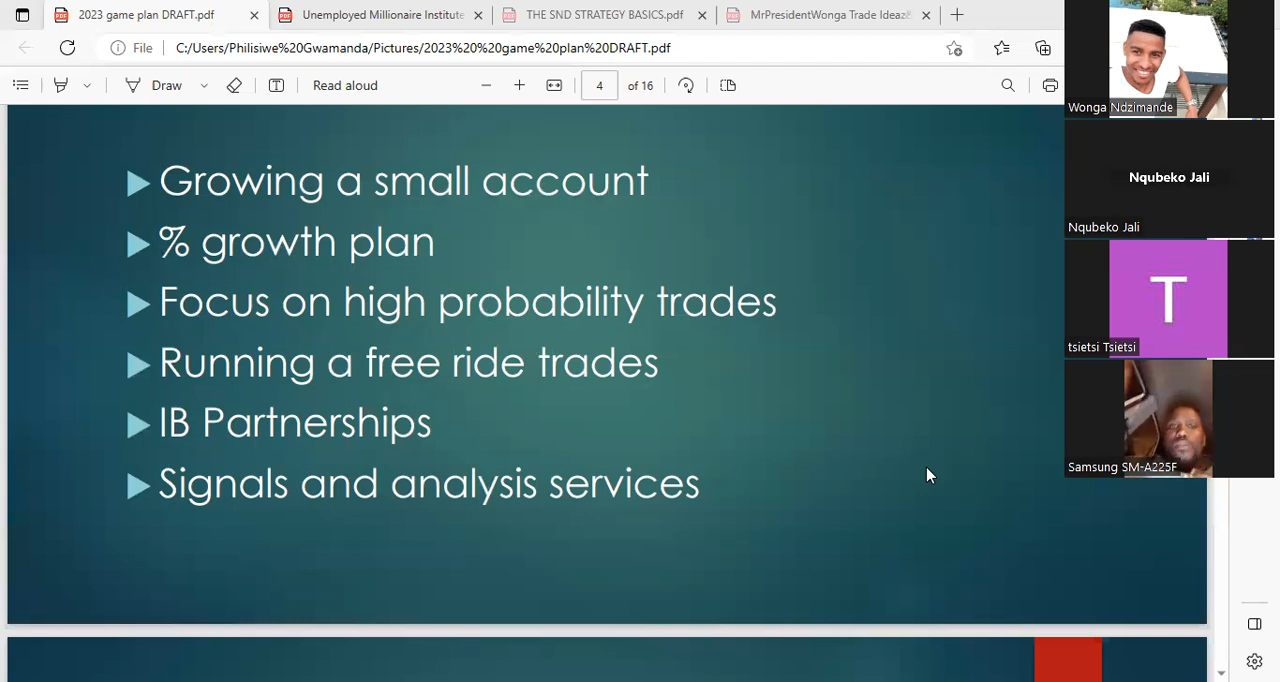 2023 game plan DRAFT.pdf
Unemployed Millionaire Institute
THE SND STRATEGY BASICS.pdf
MrPresidentWonga Trade Ideaz
File
C:/Users/Philisiwe%20Gwamanda/Pictures/2023%20%20game%20plan%20DRAFT.pdf
Draw
Read aloud
4
of 16
Growing a small account
% growth plan
Focus on high probability trades
Running a free ride trades
IB Partnerships
Signals and analysis services
Wonga Ndzimande
Nqubeko Jali
Nqubeko Jali
T
tsietsi Tsietsi
Samsung SM-A225F